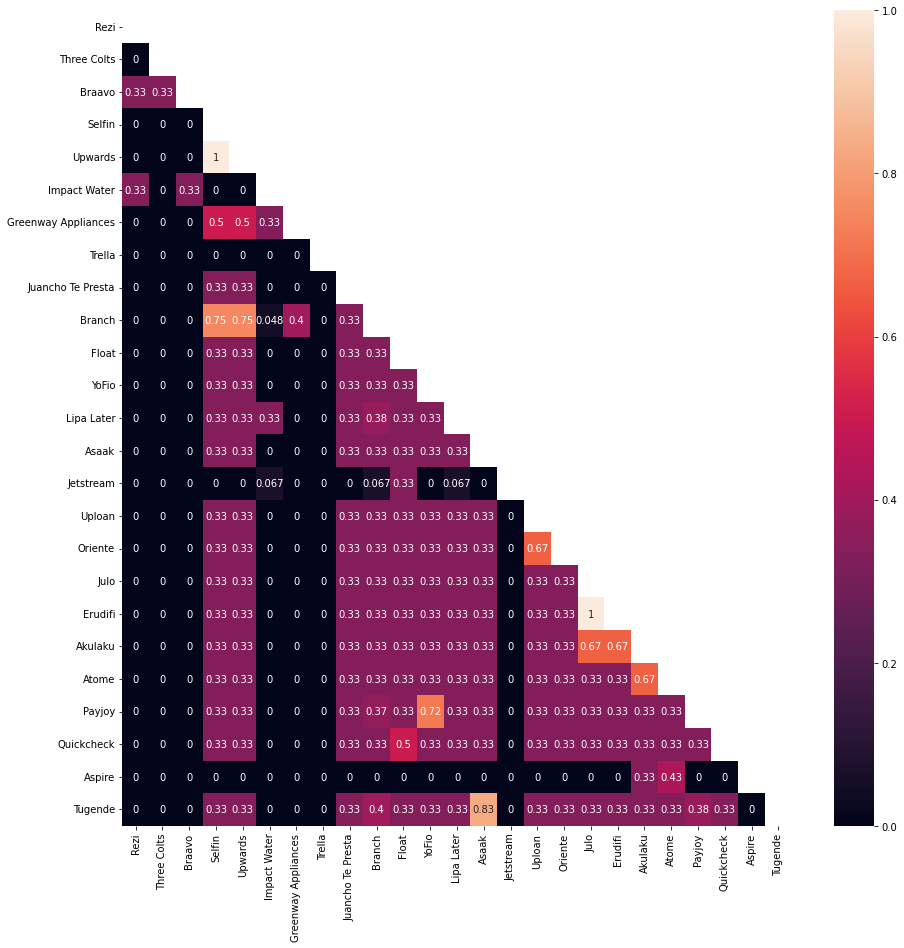 Rezi
Three Colts 0
Braavo 0.33 0.33
Selfin 0 0 0
Upwards 0 0 0 1
Impact Water 0.33 0 0.33 0 0
Greenway Appliances 0 0 0 0.5 0.5 0.33
Trella 0 0 0 0 0 0 0
Juancho Te Presta 0 0 0 0.33 0.33 0 0 0
Branch 0 0 0 0.75 0.75 0.048 0.4 0 0.33
Float 0 0 0 0.33 0.33 0 0 0 0.33 0.33
YoFio 0 0 0 0.33 0.33 0 0 0 0.33 0.33 0.33
Lipa Later 0 0 0 0.33 0.33 0.33 0 0 0.33 0.38 0.33 0.33
Asaak 0 0 0 0.33 0.33 0 0 0 0.33 0.33 0.33 0.33 0.33
Jetstream 0 0 0 0 0 0.067 0 0 0 0.067 0.33 0 0.067 0
Uploan 0 0 0 0.33 0.33 0 0 0 0.33 0.33 0.33 0.33 0.33 0.33 0
Oriente 0 0 0 0.33 0.33 0 0 0 0.33 0.33 0.33 0.33 0.33 0.33 0 0.67
Julo 0 0 0 0.33 0.33 0 0 0 0.33 0.33 0.33 0.33 0.33 0.33 0 0.33 0.33
Erudifi 0 0 0 0.33 0.33 0 0 0 0.33 0.33 0.33 0.33 0.33 0.33 0 0.33 0.33 1
Akulaku 0 0 0 0.33 0.33 0 0 0 0.33 0.33 0.33 0.33 0.33 0.33 0 0.33 0.33 0.67 0.67
Atome 0 0 0 0.33 0.33 0 0 0 0.33 0.33 0.33 0.33 0.33 0.33 0 0.33 0.33 0.33 0.33 0.67
Payjoy 0 0 0 0.33 0.33 0 0 0 0.33 0.37 0.33 0.72 0.33 0.33 0 0.33 0.33 0.33 0.33 0.33 0.33
Quickcheck 0 0 0 0.33 0.33 0 0 0 0.33 0.33 0.5 0.33 0.33 0.33 0 0.33 0.33 0.33 0.33 0.33 0.33 0.33
Aspire 0 0 0 0 0 0 0 0 0 0 0 0 0 0 0 0 0 0 0 0.33 0.43 0 0
Tugende 0 0 0 0.33 0.33 0 0 0 0.33 0.4 0.33 0.33 0.33 0.83 0 0.33 0.33 0.33 0.33 0.33 0.33 0.38 0.33 0
Rezi
Three Colts
Braavo
Selfin
Upwards
Impact Water
Greenway Appliances
Trella
Juancho Te Presta
Branch
Float
YoFio
Lipa Later
Asaak
Jetstream
Uploan
Oriente
Julo
Erudifi
Akulaku
Atome
Payjoy
Quickcheck
Aspire
Tugende
1.0
0.8
0.6
0.4
0.2
0.0